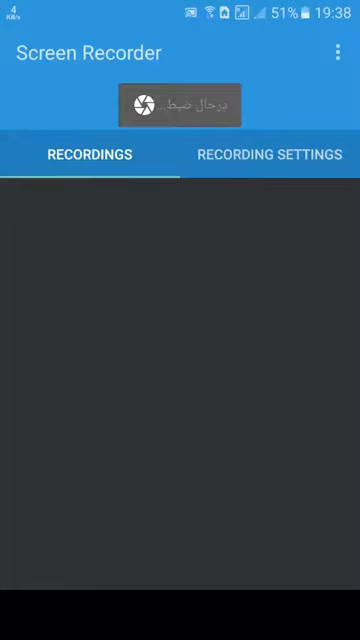 4
KB/s
51% 19:38
Screen Recorder
درحال ضبط...
RECORDINGS
RECORDING SETTINGS